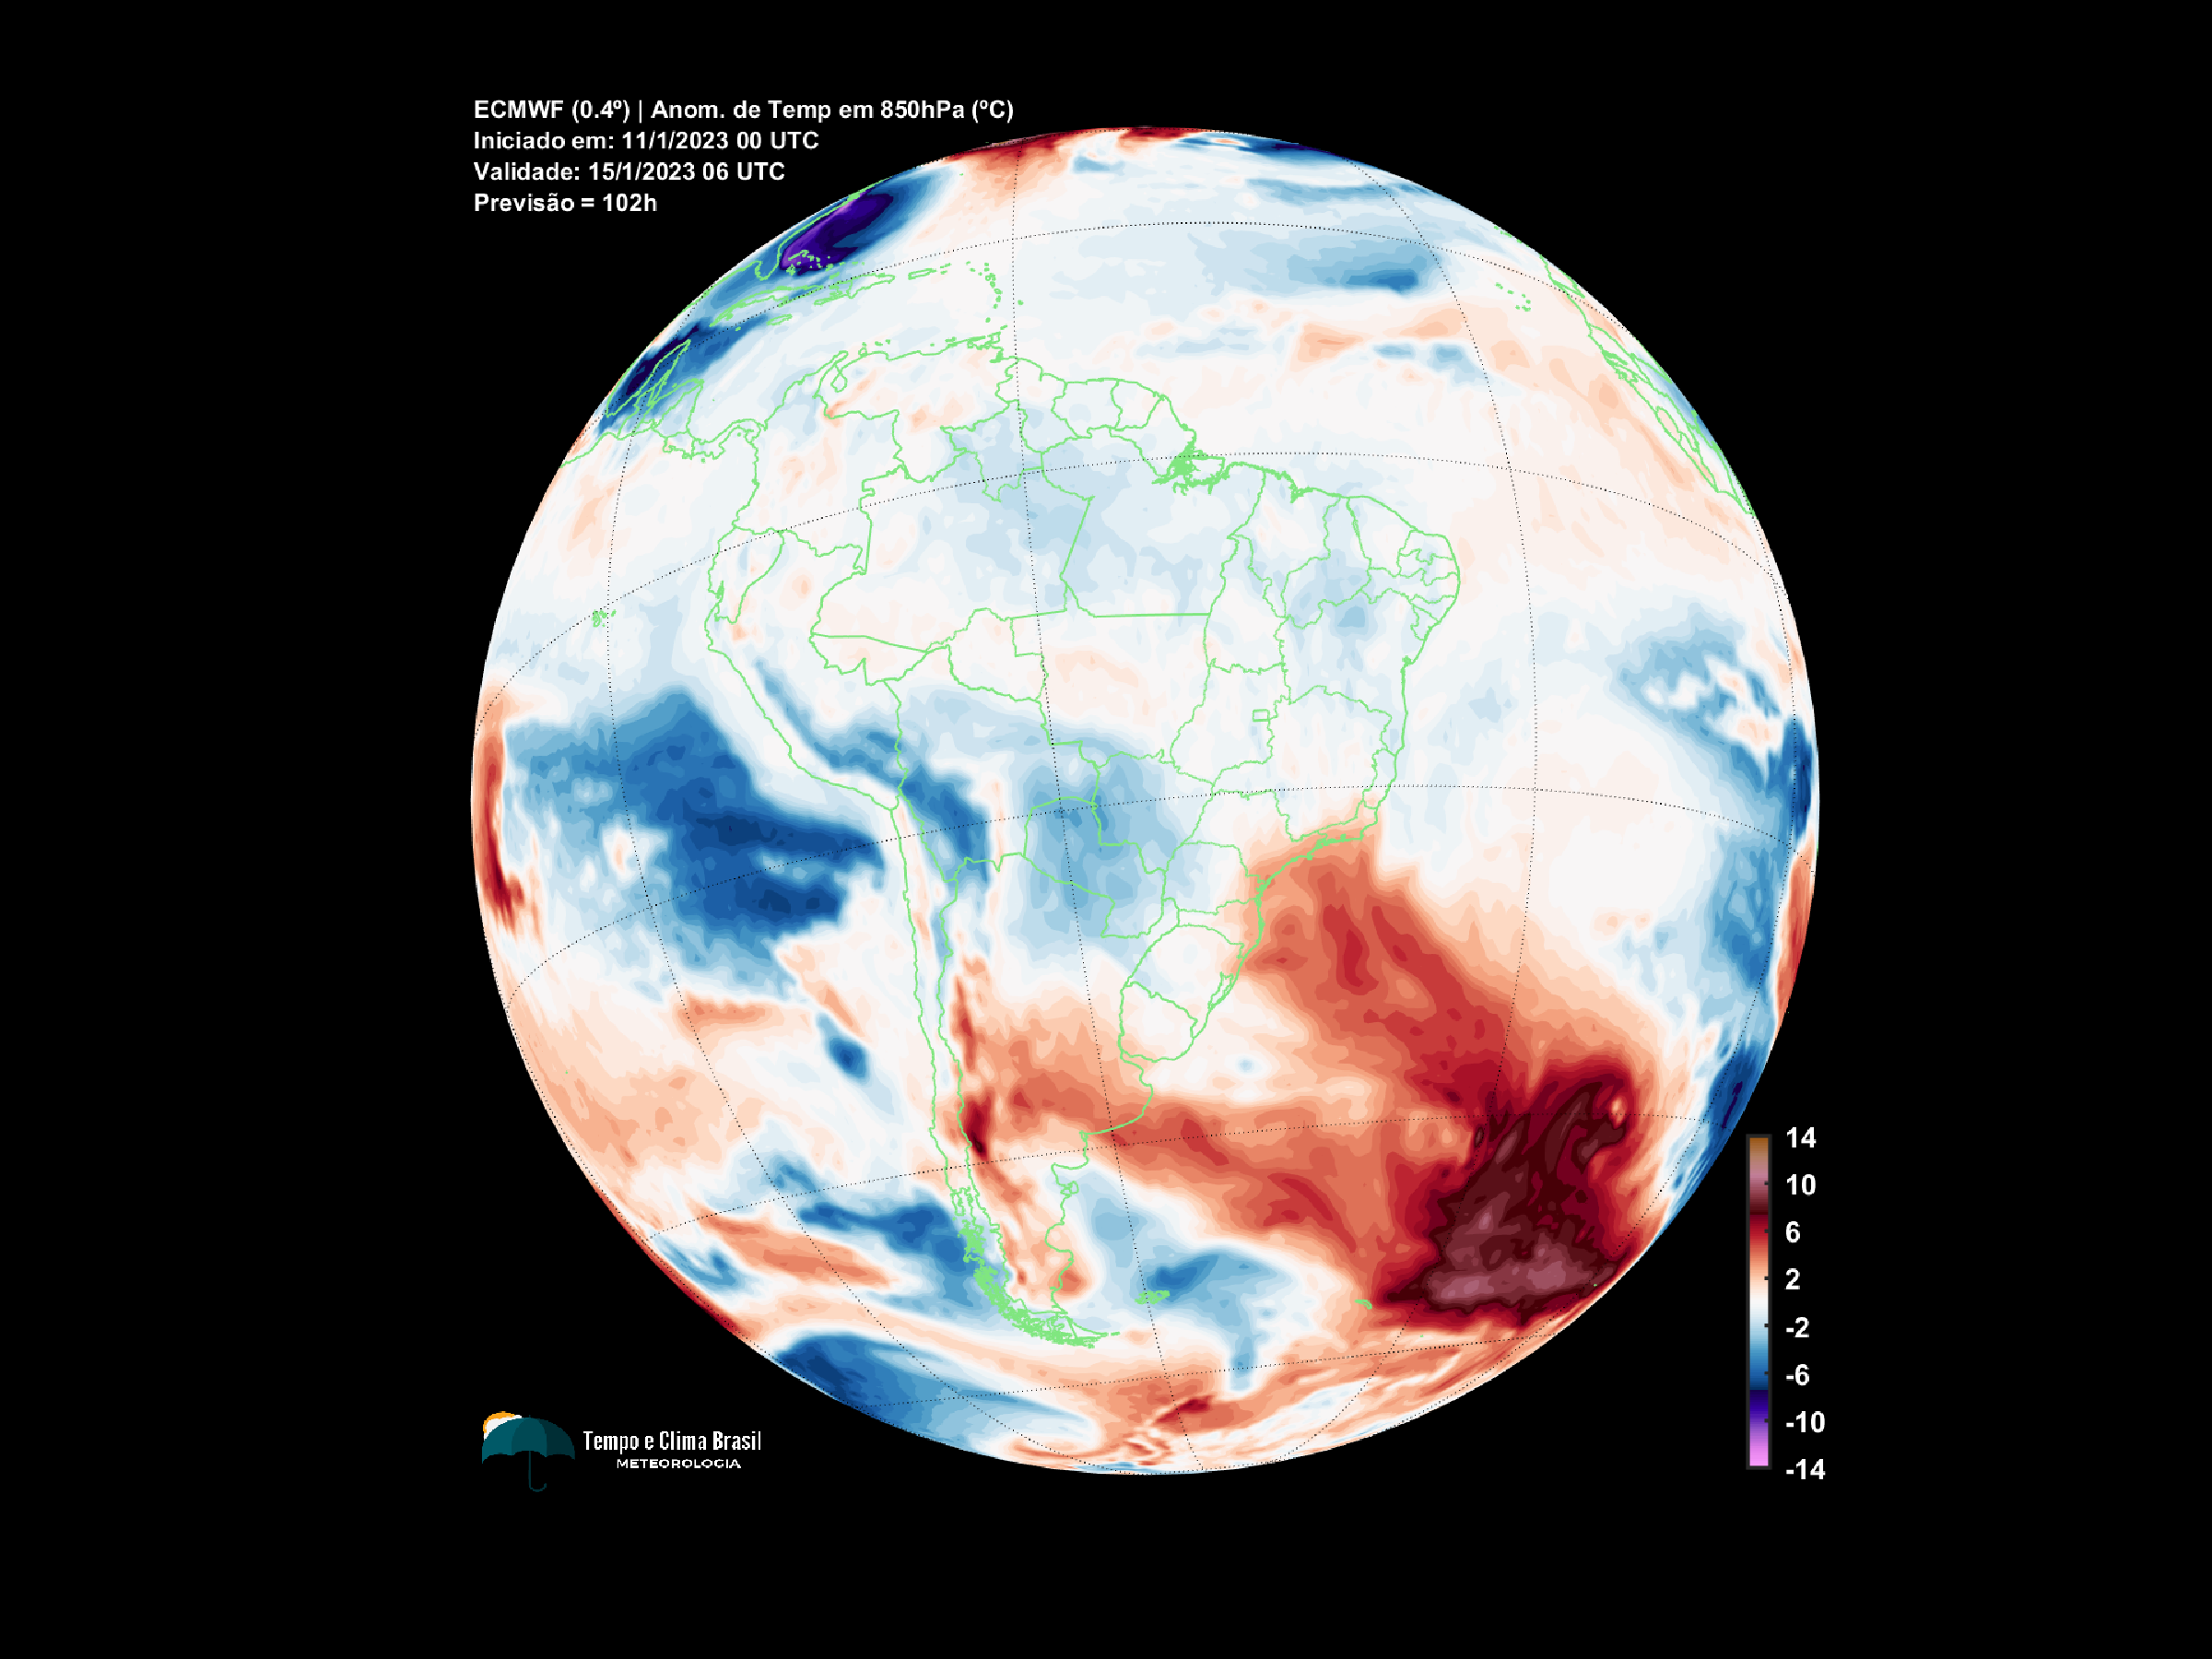 ECMWF (0.4º) | Anom. de Temp em 850hPa (ºC)
Iniciado em: 11/1/2023 00 UTC
Validade: 15/1/2023 06 UTC
Previsão = 102h
14
10
6
2
-2
-6
-10
-14
Tempo e Clima Brasil
METEOROLOGIA